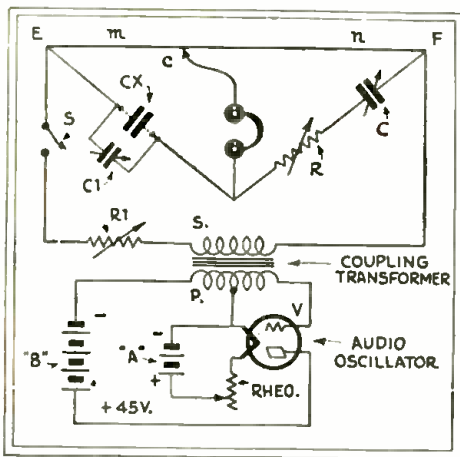 E m n F
c
CX C
S
C1 R
R1 S.
COUPLING
TRANSFORMER
P.
V
- -
"B" "A" AUDIO
OSCILLATOR
+
RHEO.
+45V.